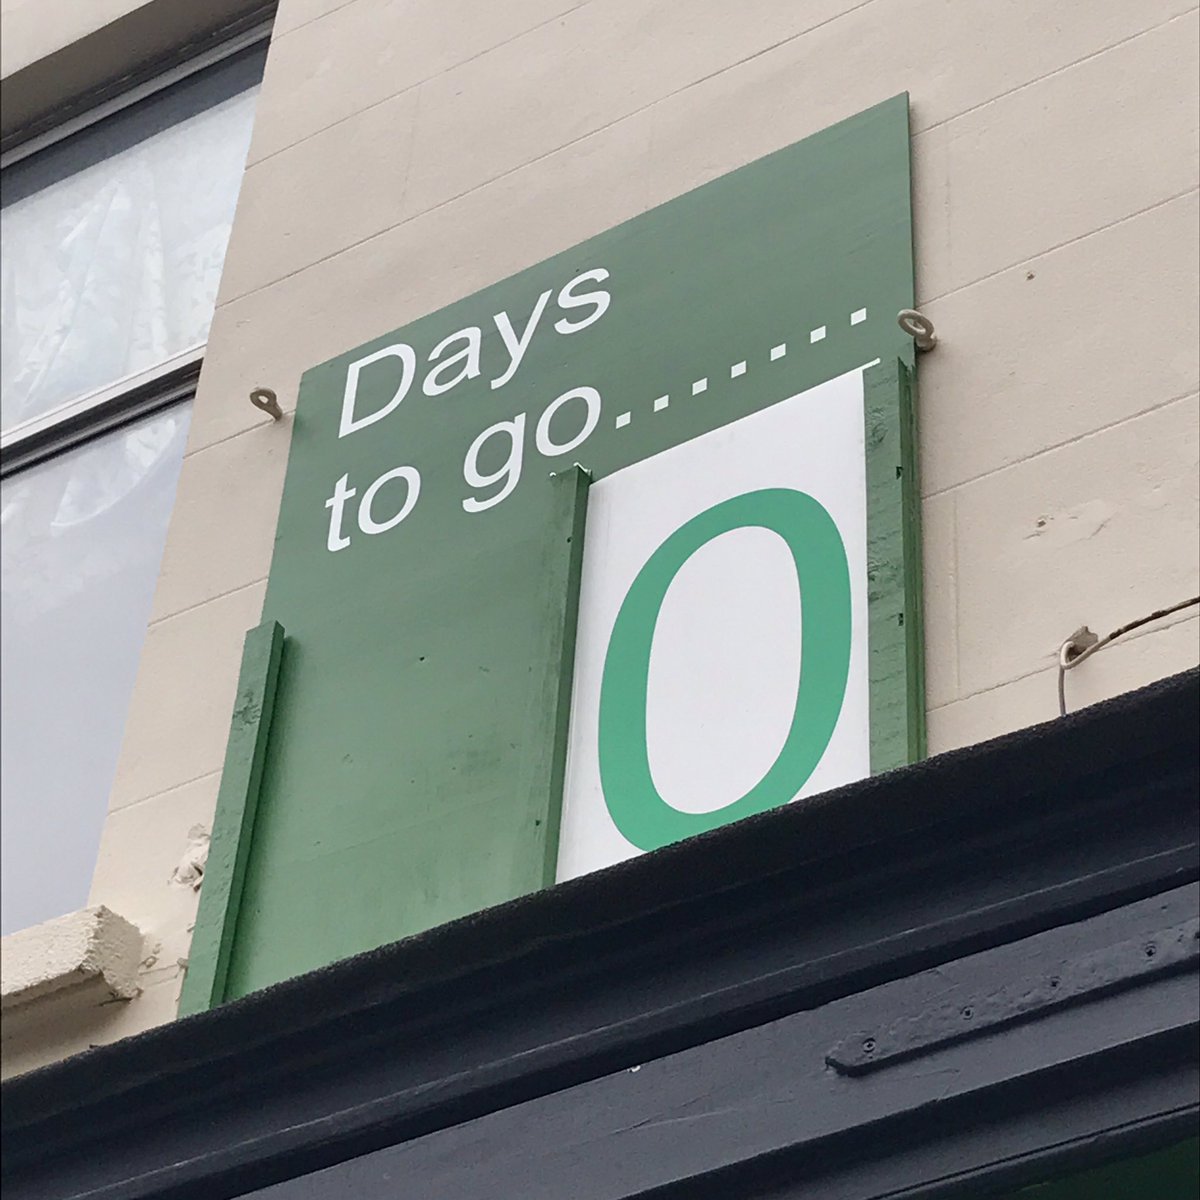 Days
to go.......
0